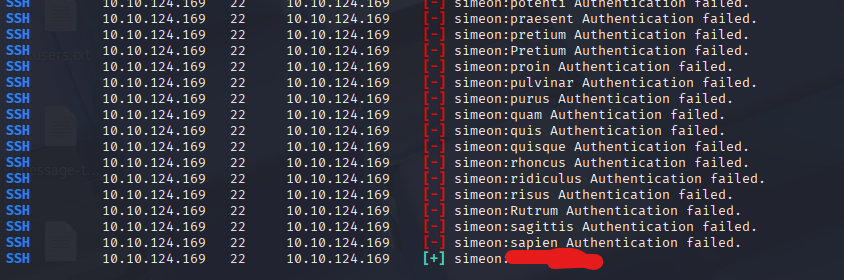 SSH 10.10.124.169 22 10.10.124.169 [-] simeon:potenti Authentication failed.
SSH 10.10.124.169 22 10.10.124.169 [-] simeon:praesent Authentication failed.
SSH 10.10.124.169 22 10.10.124.169 [-] simeon:pretium Authentication failed.
SSH 10.10.124.169 22 10.10.124.169 [-] simeon:Pretium Authentication failed.
SSH 10.10.124.169 22 10.10.124.169 [-] simeon:proin Authentication failed.
SSH 10.10.124.169 22 10.10.124.169 [-] simeon:pulvinar Authentication failed.
SSH 10.10.124.169 22 10.10.124.169 [-] simeon:purus Authentication failed.
SSH 10.10.124.169 22 10.10.124.169 [-] simeon:quam Authentication failed.
SSH 10.10.124.169 22 10.10.124.169 [-] simeon:quis Authentication failed.
SSH 10.10.124.169 22 10.10.124.169 [-] simeon:quisque Authentication failed.
SSH 10.10.124.169 22 10.10.124.169 [-] simeon:rhoncus Authentication failed.
SSH 10.10.124.169 22 10.10.124.169 [-] simeon:ridiculus Authentication failed.
SSH 10.10.124.169 22 10.10.124.169 [-] simeon:risus Authentication failed.
SSH 10.10.124.169 22 10.10.124.169 [-] simeon:Rutrum Authentication failed.
SSH 10.10.124.169 22 10.10.124.169 [-] simeon:sagittis Authentication failed.
SSH 10.10.124.169 22 10.10.124.169 [-] simeon:sapien Authentication failed.
SSH 10.10.124.169 22 10.10.124.169 [+] simeon: